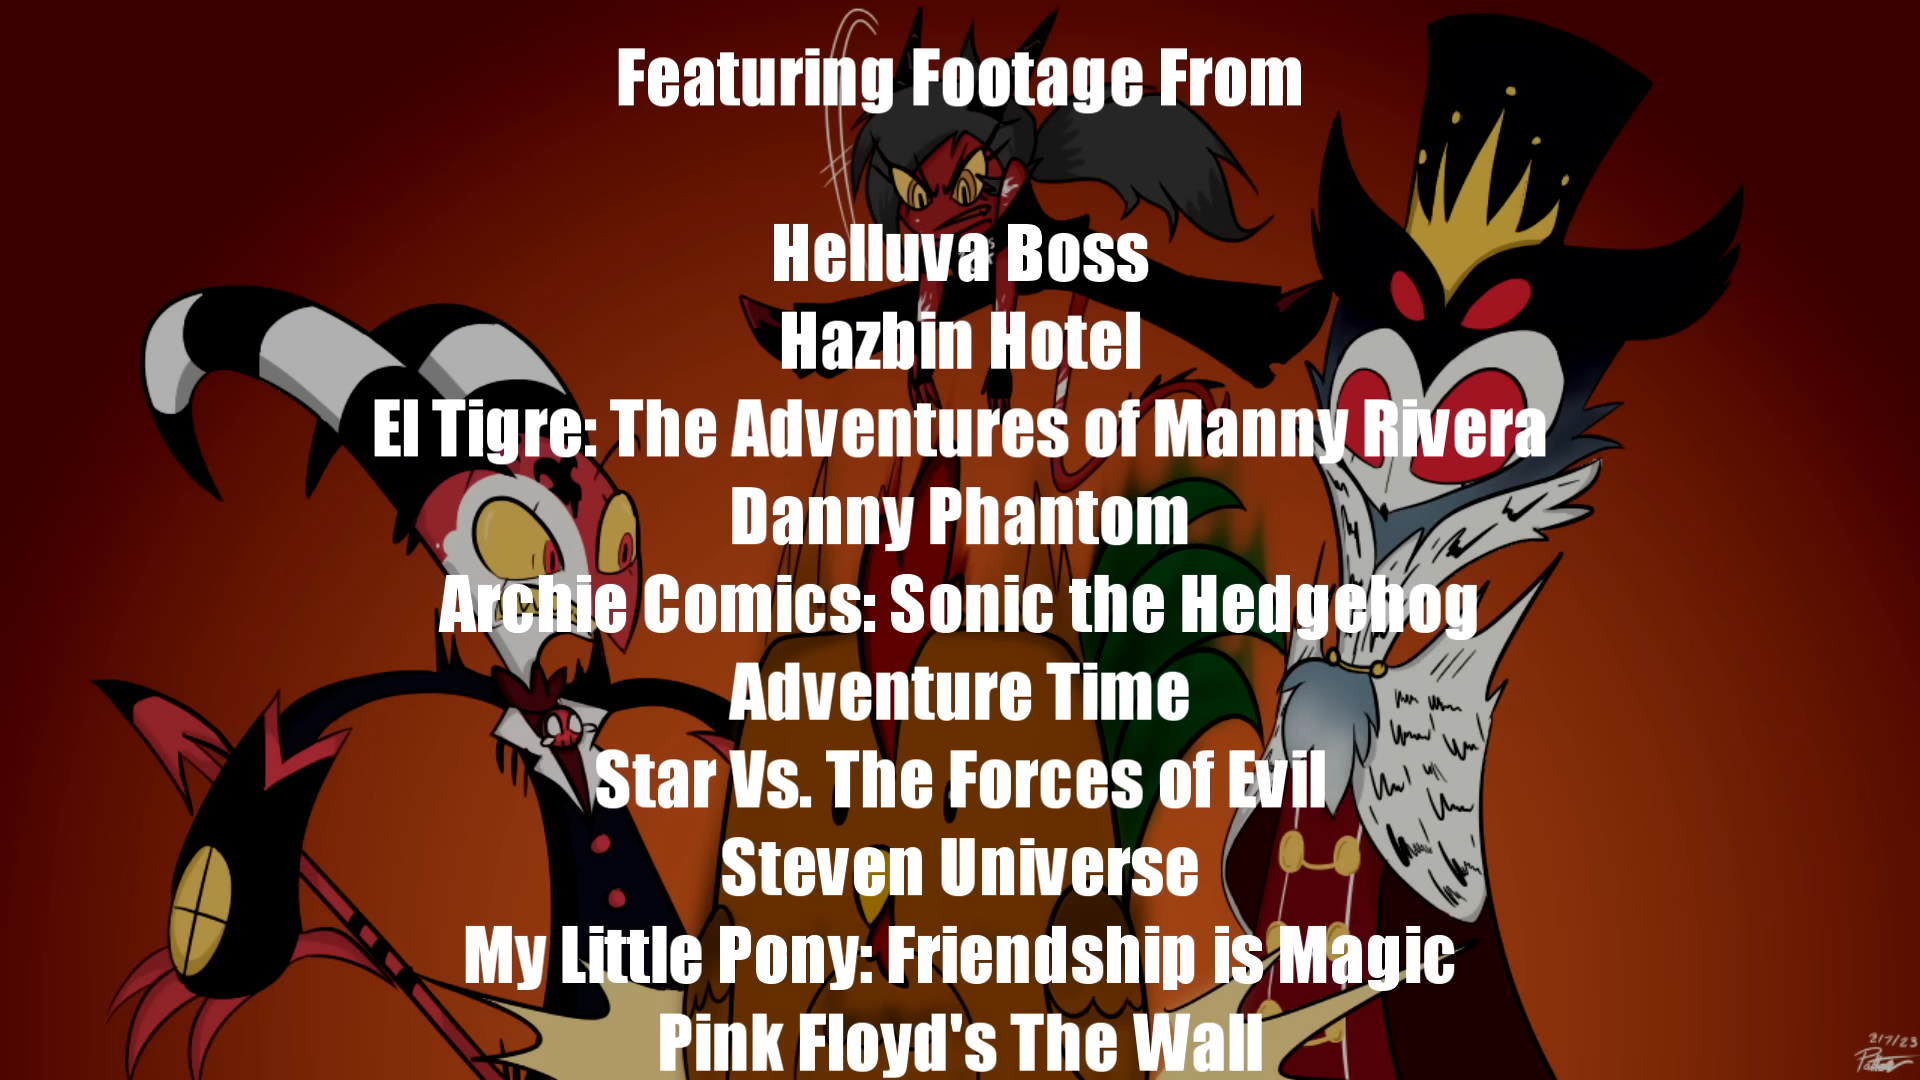 Featuring Footage From
Helluva Boss
Hazbin Hotel
El Tigre: The Adventures of Manny Rivera
Danny Phantom
Archie Comics: Sonic the Hedgehog
Adventure Time
Star Vs. The Forces of Evil
Steven Universe
My Little Pony: Friendship is Magic
Pink Floyd's The Wall
2/7/23